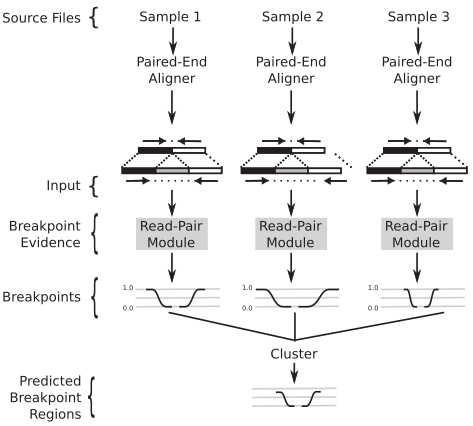 Source Files
Sample 1
Sample 2
Sample 3
Paired-End
Aligner
Paired-End
Aligner
Paired-End
Aligner
Input
Breakpoint
Evidence
Read-Pair
Module
Read-Pair
Module
Read-Pair
Module
Breakpoints
1.0
0.0
1.0
0.0
1.0
0.0
Cluster
Predicted
Breakpoint
Regions